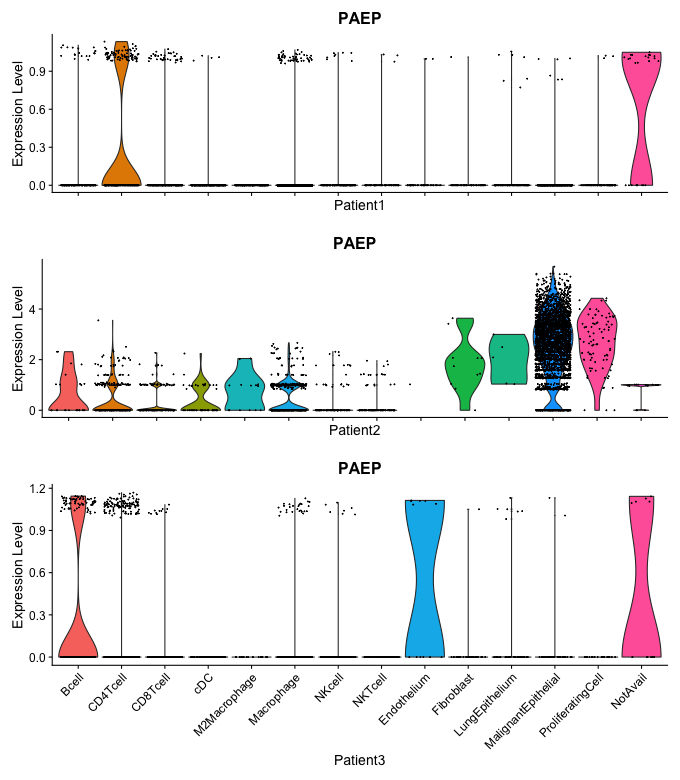 PAEP
Expression Level
0.9
0.6
0.3
0.0
Patient1
PAEP
Expression Level
4
2
0
Patient2
PAEP
Expression Level
1.2
0.9
0.6
0.3
0.0
Bcell
CD4Tcell
CD8Tcell
cDC
M2Macrophage
Macrophage
NKcell
NKTcell
Endothelium
Fibroblast
LungEpithelium
MalignantEpithelial
ProliferatingCell
NotAvail
Patient3